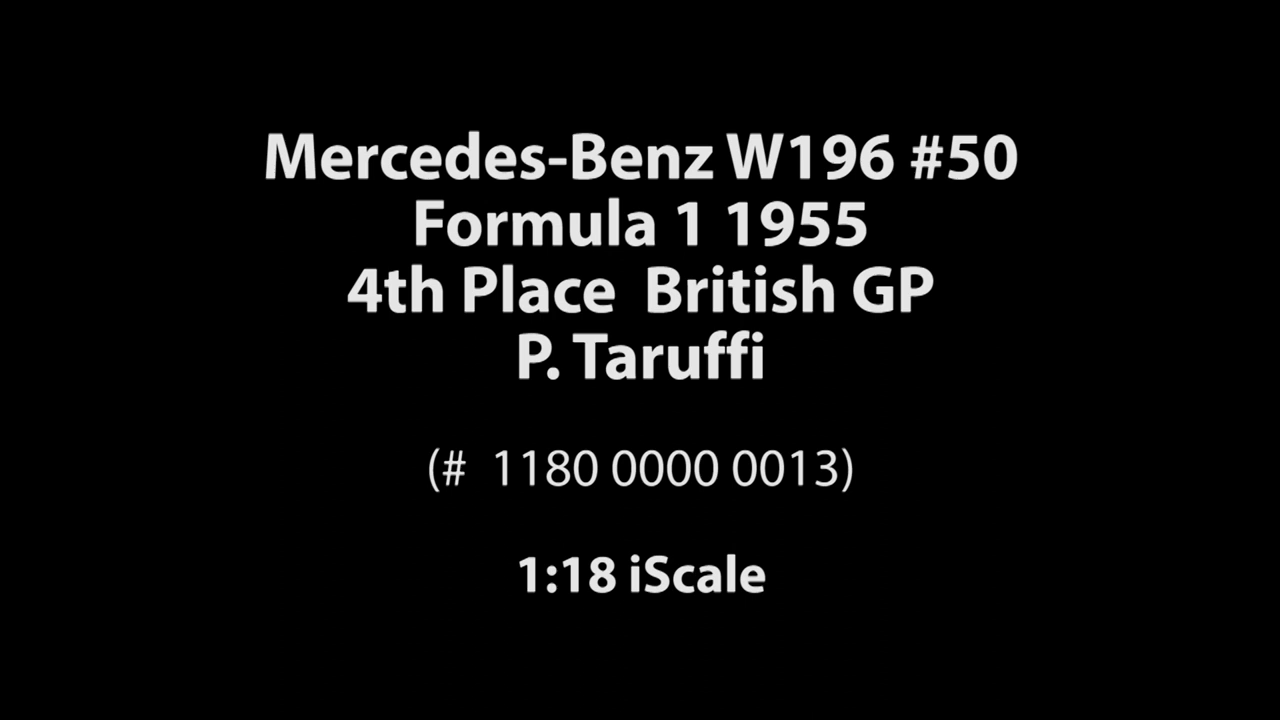 Mercedes-Benz W196 #50
Formula 1 1955
4th Place  British GP
P. Taruffi
(#  1180 0000 0013)
1:18 iScale